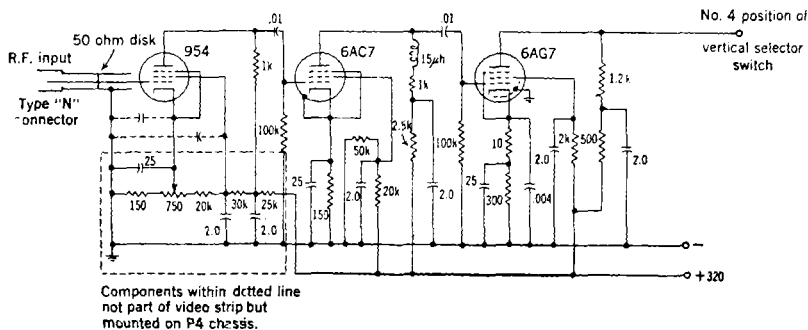 .01
.01
No. 4 position of
vertical selector
switch
50 ohm disk
954
6AC7
6AG7
R.F. input
Type "N"
connector
1k
15μh
1k
1.2k
100k
2.5k
100k
50k
10
2.0
2k
500
2.0
25
25
2.0
20k
2.0
25
300
.004
150
750
20k
30k
25k
150
2.0
2.0
−
+320
Components within dotted line
not part of video strip but
mounted on P4 chassis.